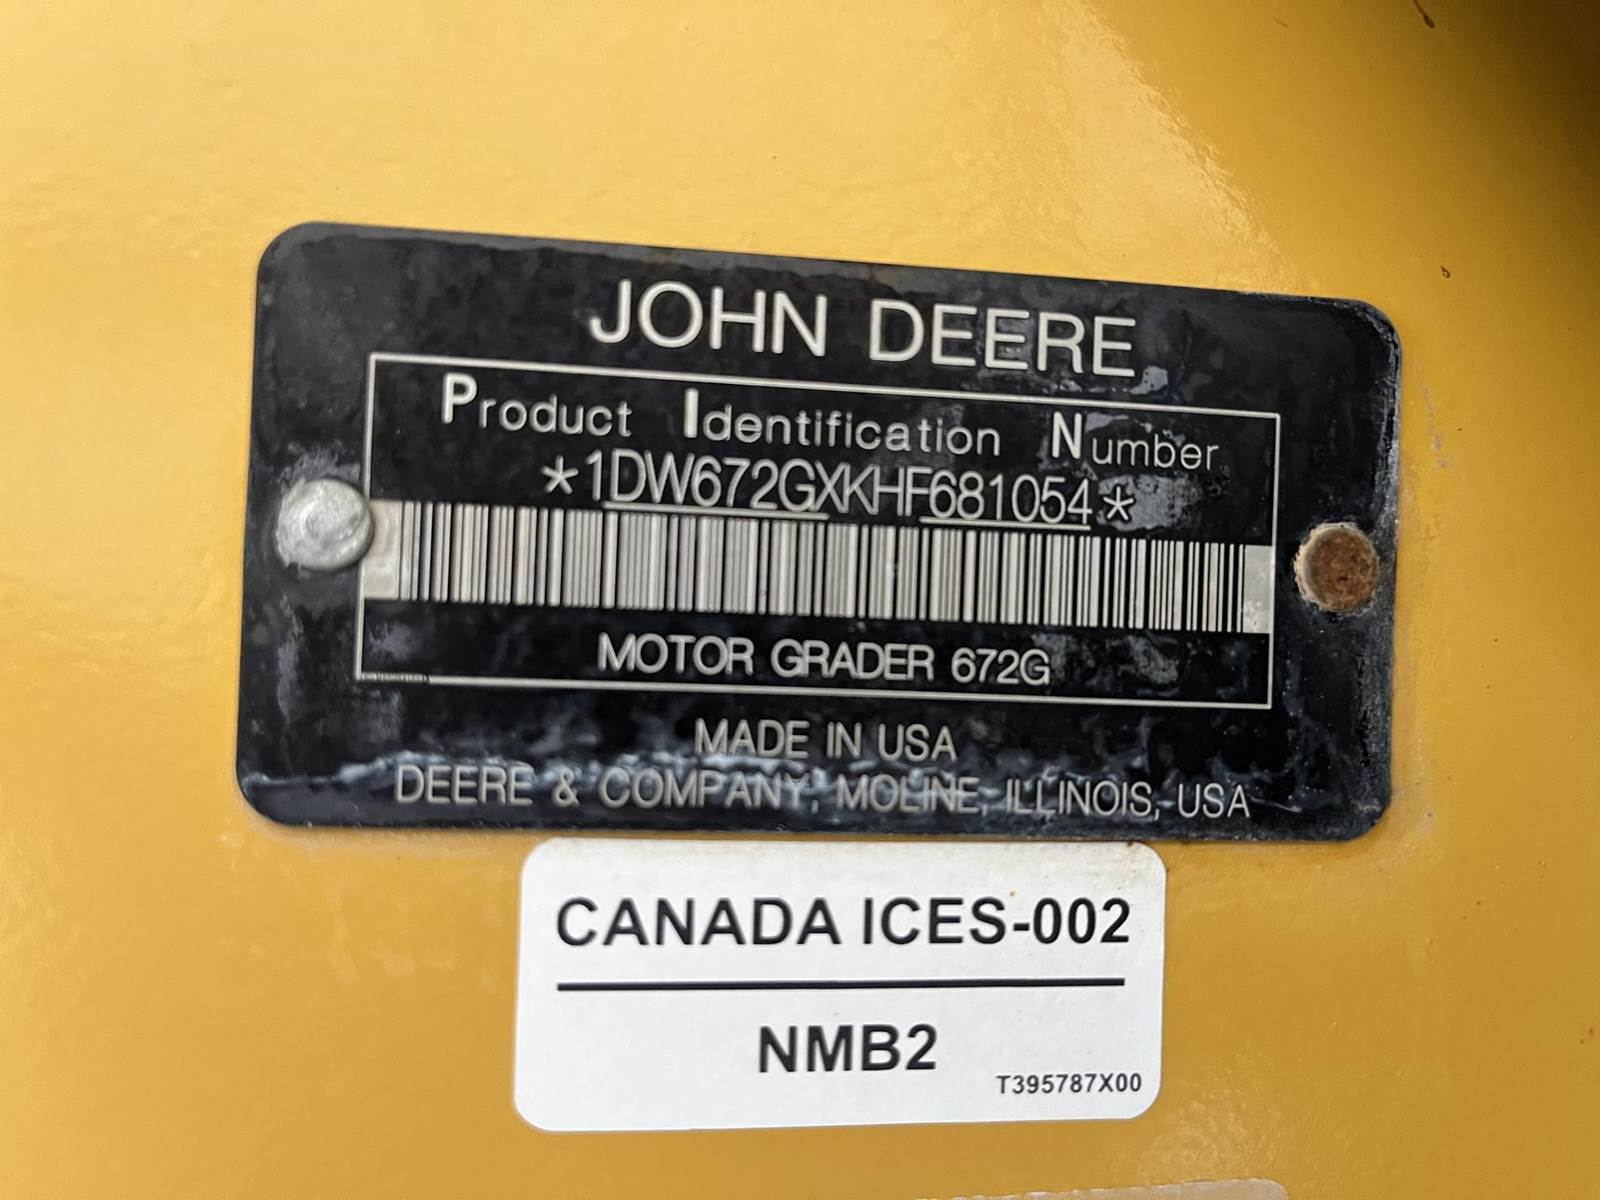 JOHN DEERE
Product Identification Number
*1DW672GXKHF681054*
MOTOR GRADER 672G
MADE IN USA
DEERE & COMPANY, MOLINE, ILLINOIS, USA
CANADA ICES-002
NMB2
T395787X00